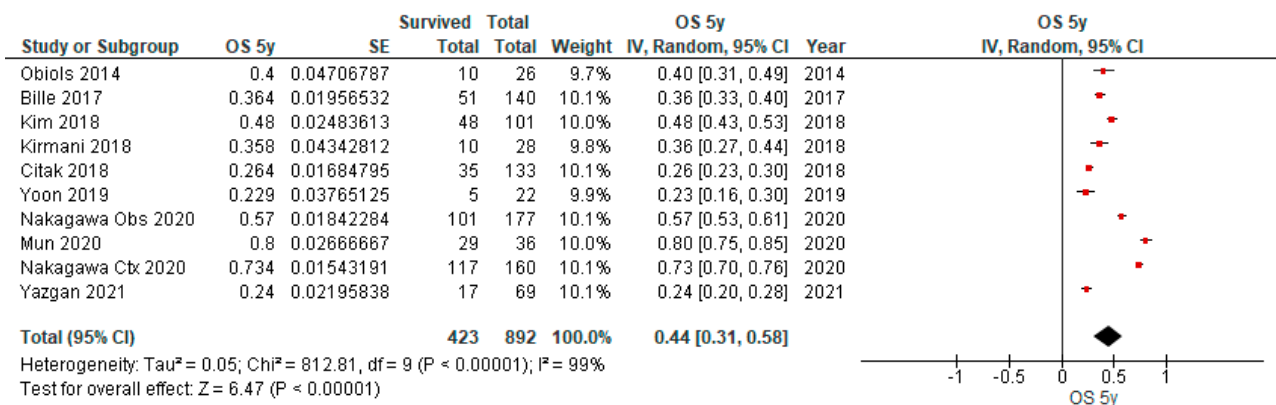 Survived Total OS 5y OS 5y
Study or Subgroup OS 5y SE Total Total Weight IV, Random, 95% CI Year IV, Random, 95% CI
Obiols 2014 0.4 0.04706787 10 26 9.7% 0.40 [0.31, 0.49] 2014
Bille 2017 0.364 0.01956532 51 140 10.1% 0.36 [0.33, 0.40] 2017
Kim 2018 0.48 0.02483613 48 101 10.0% 0.48 [0.43, 0.53] 2018
Kirmani 2018 0.358 0.04342812 10 28 9.8% 0.36 [0.27, 0.44] 2018
Citak 2018 0.264 0.01684795 35 133 10.1% 0.26 [0.23, 0.30] 2018
Yoon 2019 0.229 0.03765125 5 22 9.9% 0.23 [0.16, 0.30] 2019
Nakagawa Obs 2020 0.57 0.01842284 101 177 10.1% 0.57 [0.53, 0.61] 2020
Mun 2020 0.8 0.02666667 29 36 10.0% 0.80 [0.75, 0.85] 2020
Nakagawa Ctx 2020 0.734 0.01543191 117 160 10.1% 0.73 [0.70, 0.76] 2020
Yazgan 2021 0.24 0.02195838 17 69 10.1% 0.24 [0.20, 0.28] 2021
Total (95% CI) 423 892 100.0% 0.44 [0.31, 0.58]
Heterogeneity: Tau² = 0.05; Chi² = 812.81, df = 9 (P < 0.00001); I² = 99%
Test for overall effect: Z = 6.47 (P < 0.00001)
-1 -0.5 0 0.5 1
OS 5y